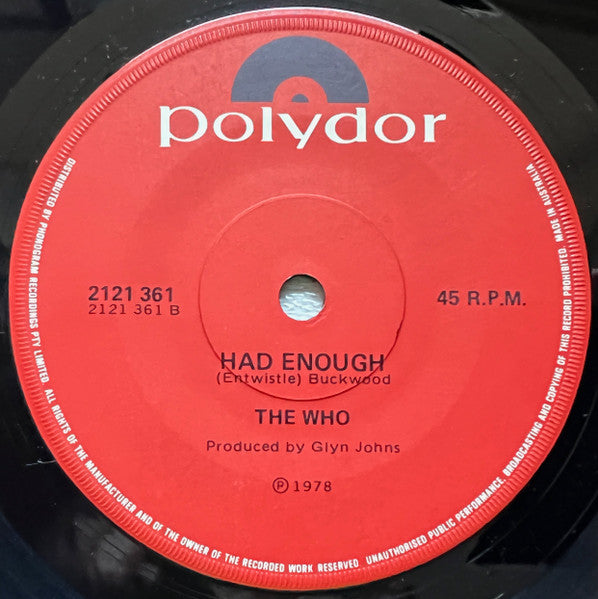 polydor
2121 361
2121 361 B
45 R.P.M.
HAD ENOUGH
(Entwistle) Buckwood
THE WHO
Produced by Glyn Johns
Ⓟ 1978
DISTRIBUTED BY PHONOGRAM RECORDINGS PTY LIMITED. ALL RIGHTS OF THE MANUFACTURER AND OF THE OWNER OF THE RECORDED WORK RESERVED. UNAUTHORISED PUBLIC PERFORMANCE, BROADCASTING AND COPYING OF THIS RECORD PROHIBITED. MADE IN AUSTRALIA